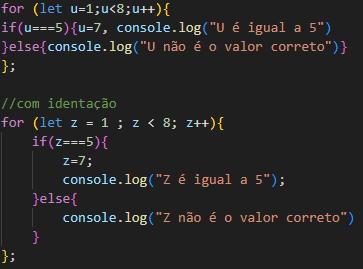 for (let u=1;u<8;u++){
if(u===5){u=7, console.log("U é igual a 5")
}else{console.log("U não é o valor correto")}
};
//com identação
for (let z = 1 ; z < 8; z++){
    if(z===5){
        z=7;
        console.log("Z é igual a 5");
    }else{
        console.log("Z não é o valor correto")
    }
};